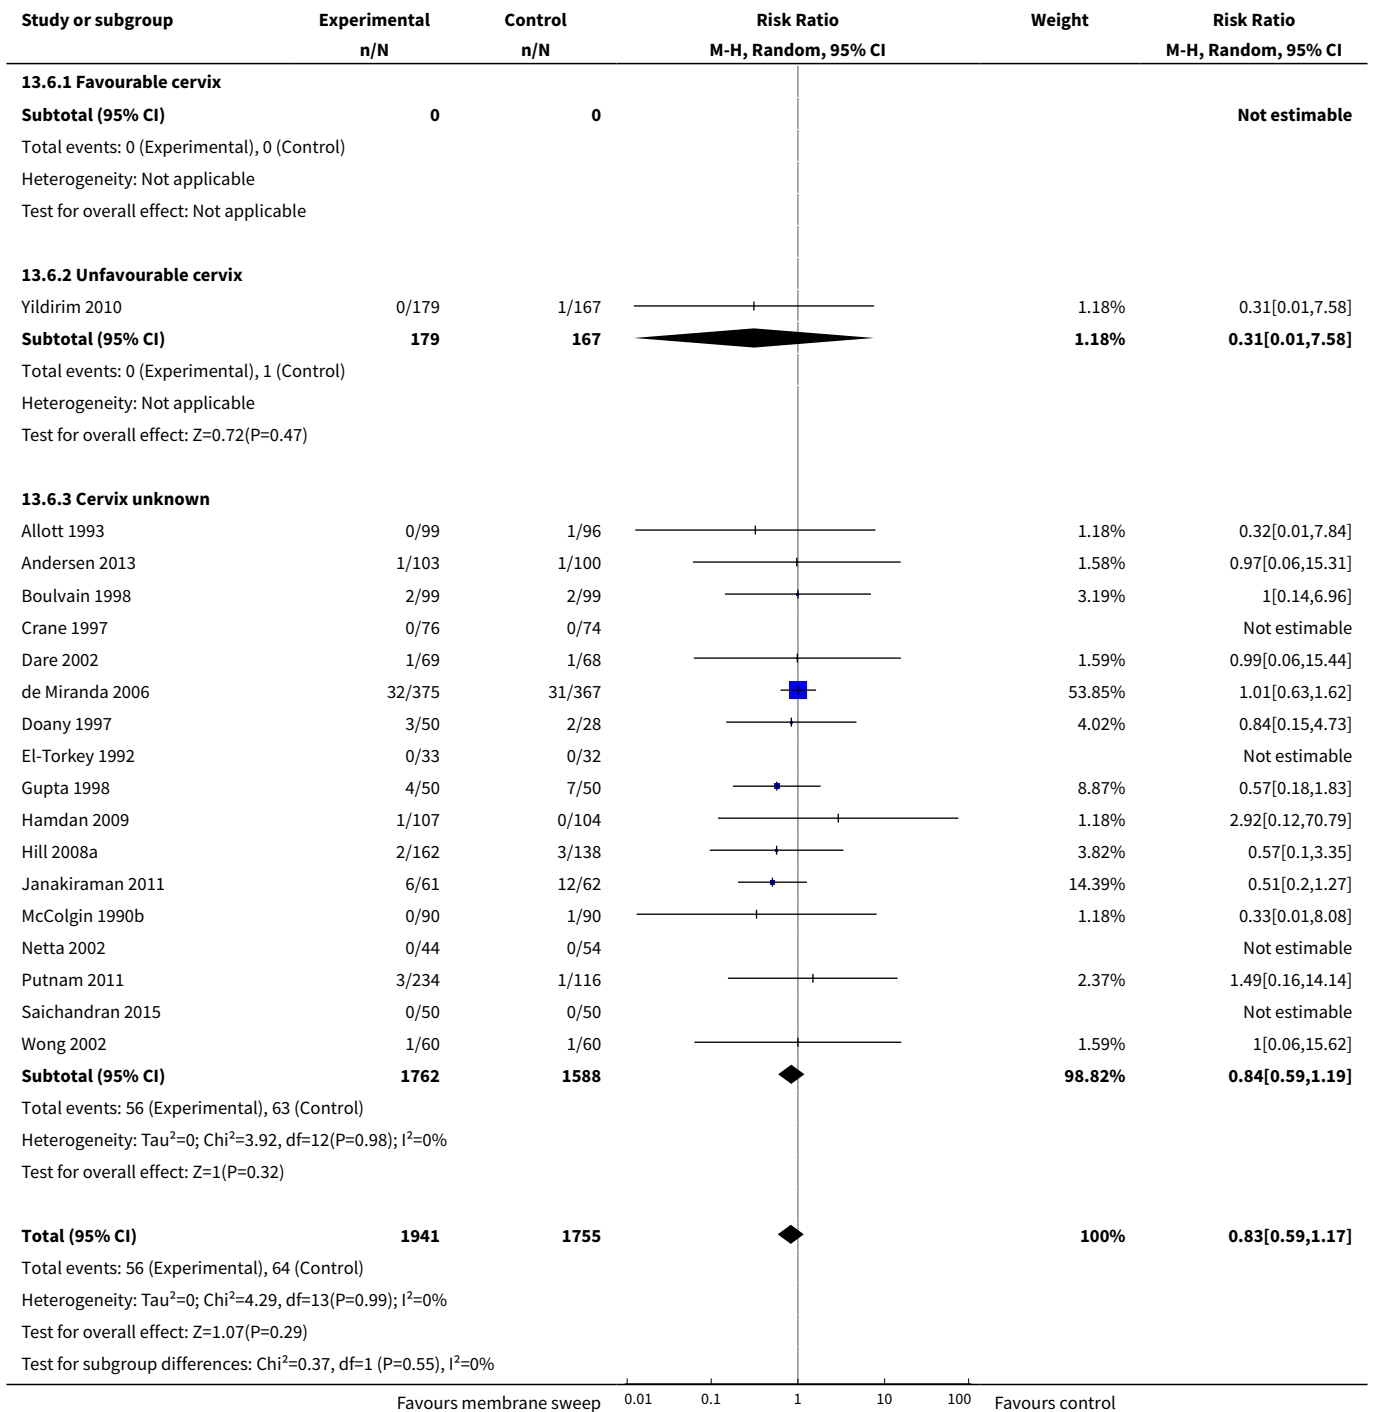 Study or subgroup Experimental Control Risk Ratio Weight Risk Ratio
n/N n/N M-H, Random, 95% CI M-H, Random, 95% CI
13.6.1 Favourable cervix
Subtotal (95% CI) 0 0 Not estimable
Total events: 0 (Experimental), 0 (Control)
Heterogeneity: Not applicable
Test for overall effect: Not applicable
13.6.2 Unfavourable cervix
Yildirim 2010 0/179 1/167 1.18% 0.31[0.01,7.58]
Subtotal (95% CI) 179 167 1.18% 0.31[0.01,7.58]
Total events: 0 (Experimental), 1 (Control)
Heterogeneity: Not applicable
Test for overall effect: Z=0.72(P=0.47)
13.6.3 Cervix unknown
Allott 1993 0/99 1/96 1.18% 0.32[0.01,7.84]
Andersen 2013 1/103 1/100 1.58% 0.97[0.06,15.31]
Boulvain 1998 2/99 2/99 3.19% 1[0.14,6.96]
Crane 1997 0/76 0/74 Not estimable
Dare 2002 1/69 1/68 1.59% 0.99[0.06,15.44]
de Miranda 2006 32/375 31/367 53.85% 1.01[0.63,1.62]
Doany 1997 3/50 2/28 4.02% 0.84[0.15,4.73]
El-Torkey 1992 0/33 0/32 Not estimable
Gupta 1998 4/50 7/50 8.87% 0.57[0.18,1.83]
Hamdan 2009 1/107 0/104 1.18% 2.92[0.12,70.79]
Hill 2008a 2/162 3/138 3.82% 0.57[0.1,3.35]
Janakiraman 2011 6/61 12/62 14.39% 0.51[0.2,1.27]
McColgin 1990b 0/90 1/90 1.18% 0.33[0.01,8.08]
Netta 2002 0/44 0/54 Not estimable
Putnam 2011 3/234 1/116 2.37% 1.49[0.16,14.14]
Saichandran 2015 0/50 0/50 Not estimable
Wong 2002 1/60 1/60 1.59% 1[0.06,15.62]
Subtotal (95% CI) 1762 1588 98.82% 0.84[0.59,1.19]
Total events: 56 (Experimental), 63 (Control)
Heterogeneity: Tau²=0; Chi²=3.92, df=12(P=0.98); I²=0%
Test for overall effect: Z=1(P=0.32)
Total (95% CI) 1941 1755 100% 0.83[0.59,1.17]
Total events: 56 (Experimental), 64 (Control)
Heterogeneity: Tau²=0; Chi²=4.29, df=13(P=0.99); I²=0%
Test for overall effect: Z=1.07(P=0.29)
Test for subgroup differences: Chi²=0.37, df=1 (P=0.55), I²=0%
Favours membrane sweep 0.01 0.1 1 10 100 Favours control